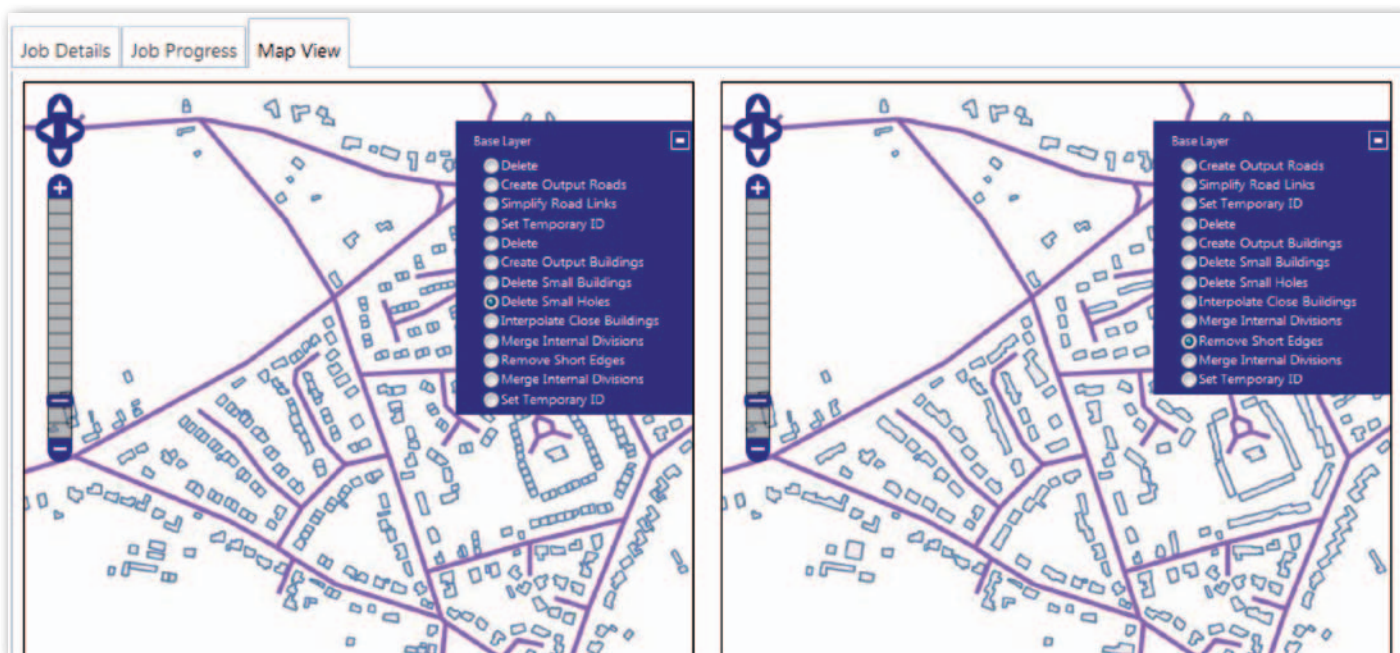 Job Details
Job Progress
Map View
Base Layer
Delete
Create Output Roads
Simplify Road Links
Set Temporary ID
Delete
Create Output Buildings
Delete Small Buildings
Delete Small Holes
Interpolate Close Buildings
Merge Internal Divisions
Remove Short Edges
Merge Internal Divisions
Set Temporary ID
Base Layer
Create Output Roads
Simplify Road Links
Set Temporary ID
Delete
Create Output Buildings
Delete Small Buildings
Delete Small Holes
Interpolate Close Buildings
Merge Internal Divisions
Remove Short Edges
Merge Internal Divisions
Set Temporary ID